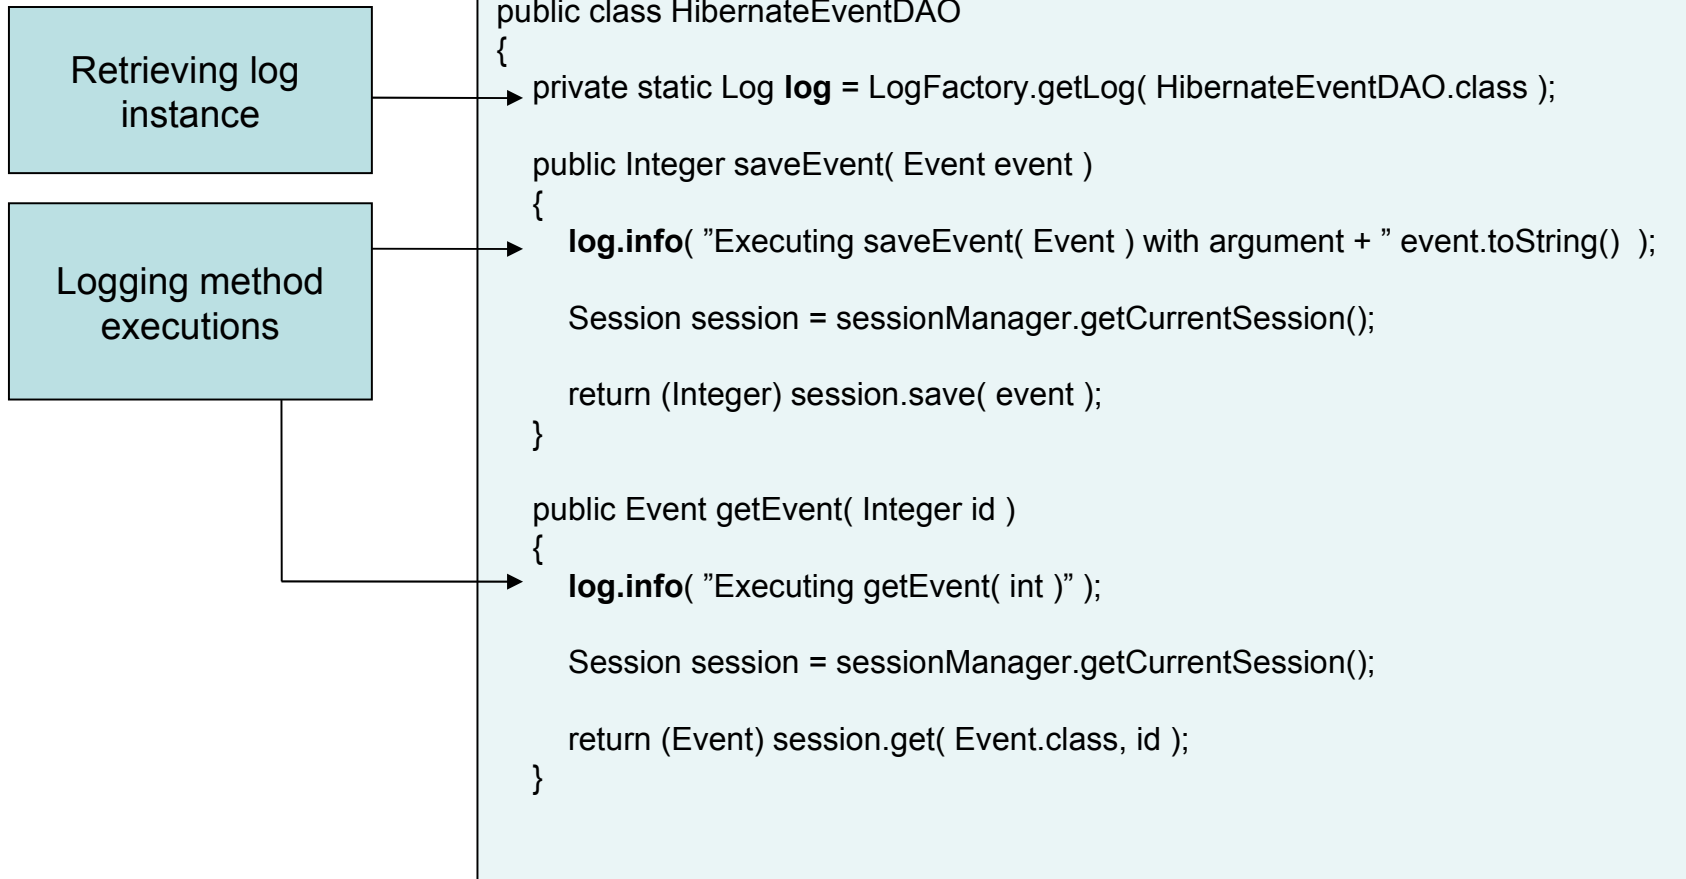 Retrieving log
instance
Logging method
executions
public class HibernateEventDAO
{
private static Log log = LogFactory.getLog( HibernateEventDAO.class );
public Integer saveEvent( Event event )
{
log.info( ”Executing saveEvent( Event ) with argument + ” event.toString()  );
Session session = sessionManager.getCurrentSession();
return (Integer) session.save( event );
}
public Event getEvent( Integer id )
{
log.info( ”Executing getEvent( int )” );
Session session = sessionManager.getCurrentSession();
return (Event) session.get( Event.class, id );
}